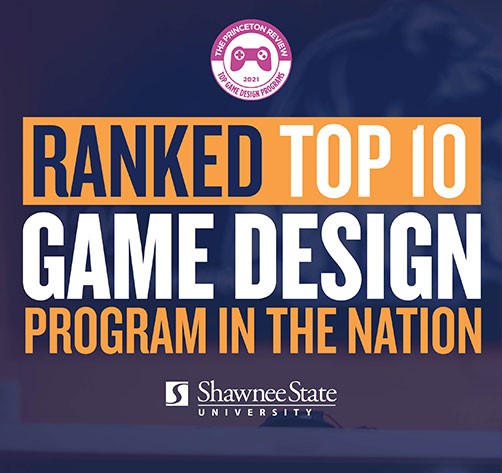 THE PRINCETON REVIEW
2021
TOP GAME DESIGN PROGRAMS
RANKED TOP 10
GAME DESIGN
PROGRAM IN THE NATION
S Shawnee State
UNIVERSITY